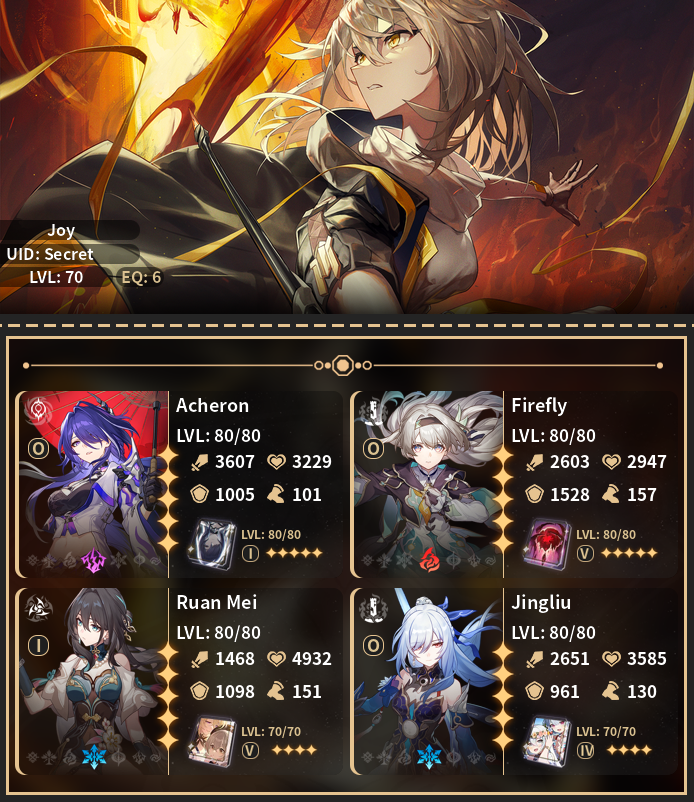 Joy
UID: Secret
LVL: 70
EQ: 6
Acheron
LVL: 80/80
O
3607 3229
1005 101
LVL: 80/80
I
Firefly
LVL: 80/80
O
2603 2947
1528 157
LVL: 80/80
V
Ruan Mei
LVL: 80/80
I
1468 4932
1098 151
LVL: 70/70
V
Jingliu
LVL: 80/80
O
2651 3585
961 130
LVL: 70/70
IV